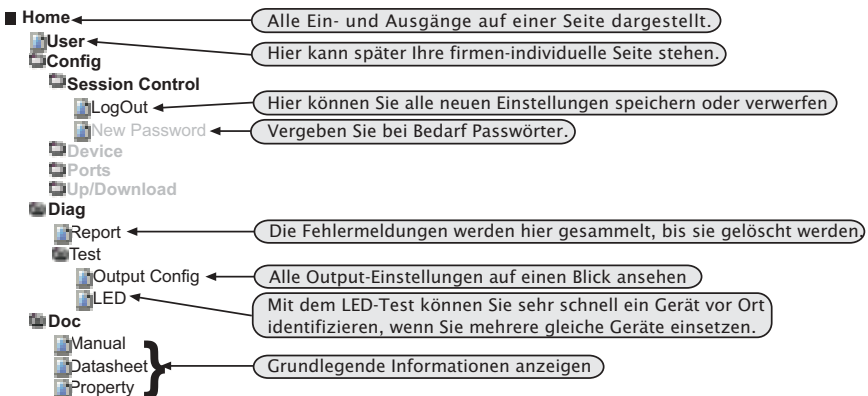 Home
Alle Ein- und Ausgänge auf einer Seite dargestellt.
User
Hier kann später Ihre firmen-individuelle Seite stehen.
Config
Session Control
LogOut
Hier können Sie alle neuen Einstellungen speichern oder verwerfen
New Password
Vergeben Sie bei Bedarf Passwörter.
Device
Ports
Up/Download
Diag
Report
Die Fehlermeldungen werden hier gesammelt, bis sie gelöscht werden.
Test
Output Config
Alle Output-Einstellungen auf einen Blick ansehen
LED
Mit dem LED-Test können Sie sehr schnell ein Gerät vor Ort
identifizieren, wenn Sie mehrere gleiche Geräte einsetzen.
Doc
Manual
Datasheet
Grundlegende Informationen anzeigen
Property